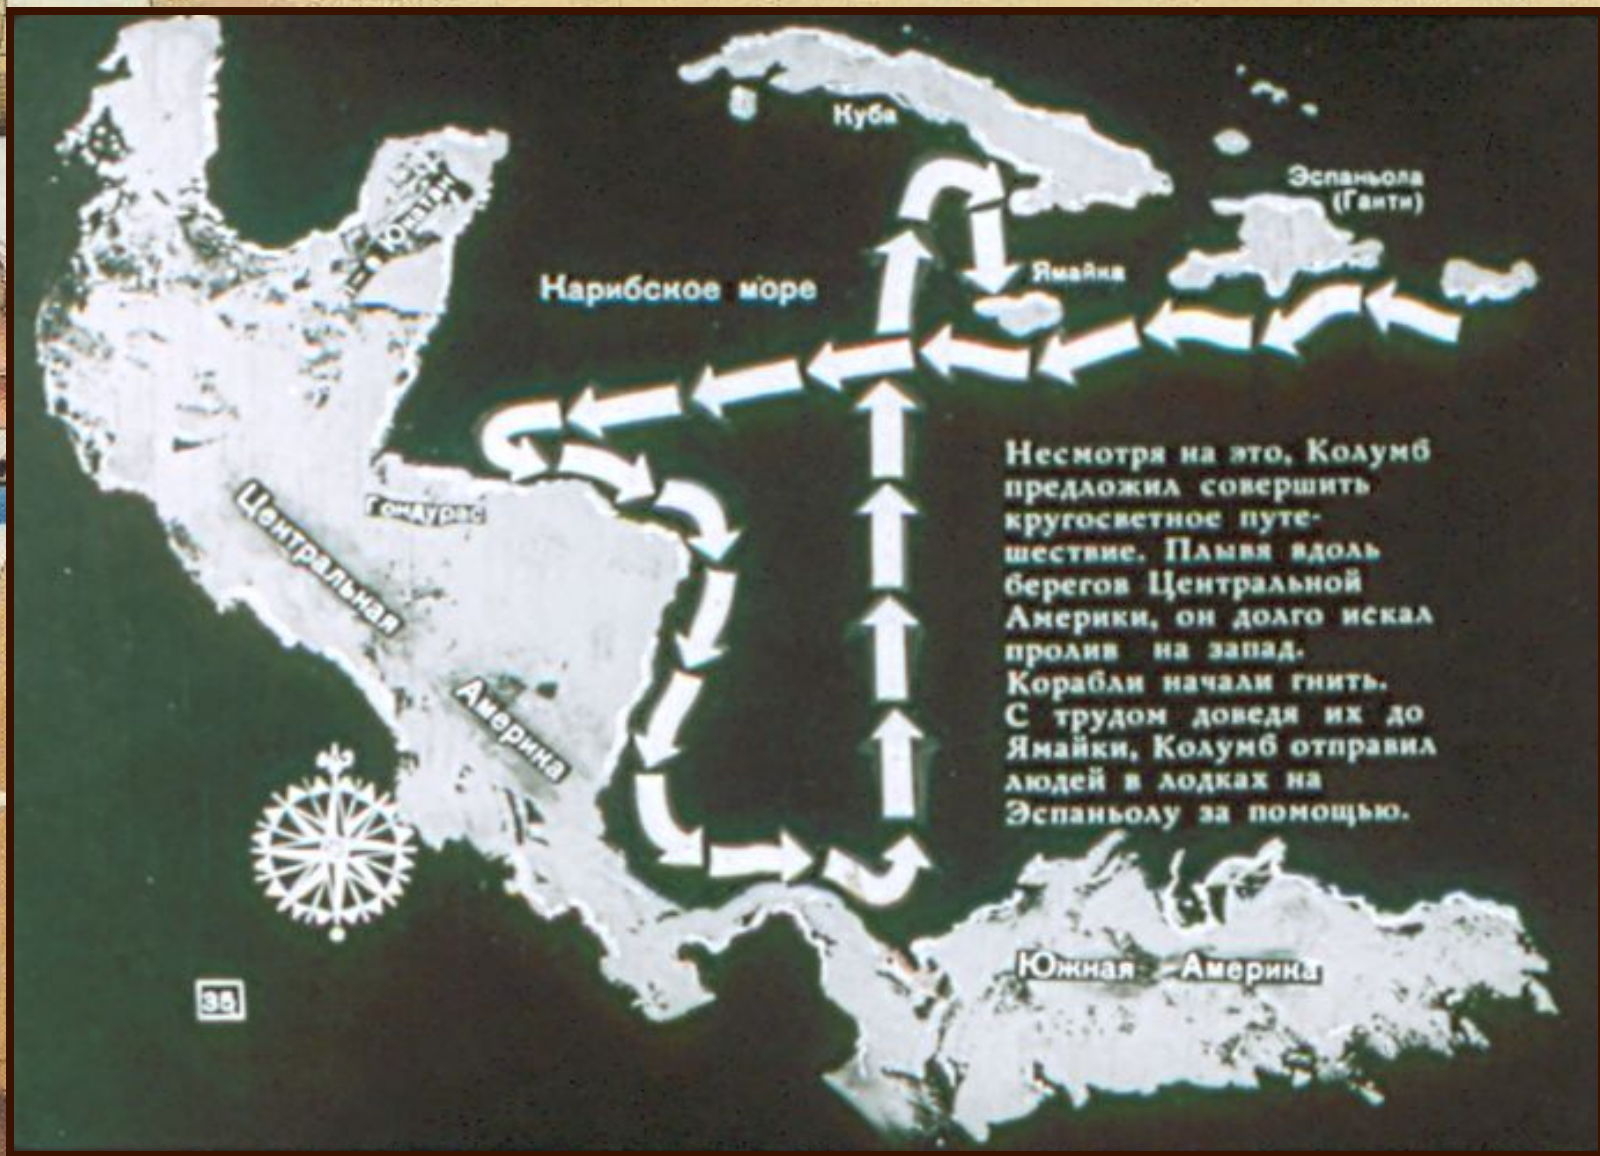 Куба
Эспаньола
(Гаити)
п-в Юкатан
Ямайка
Карибское море
Гондурас
Центральная
Америка
Несмотря на это, Колумб
предложил совершить
кругосветное путе-
шествие. Плывя вдоль
берегов Центральной
Америки, он долго искал
пролив на запад.
Корабли начали гнить.
С трудом доведя их до
Ямайки, Колумб отправил
людей в лодках на
Эспаньолу за помощью.
Южная Америка
35